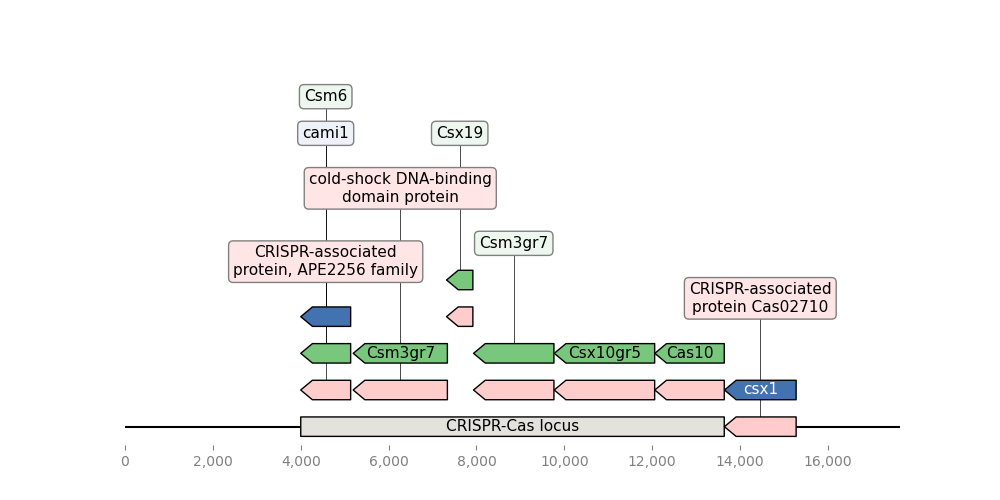 Csm6
cami1
Csx19
cold-shock DNA-binding
domain protein
Csm3gr7
CRISPR-associated
protein, APE2256 family
CRISPR-associated
protein Cas02710
Csm3gr7
Csx10gr5
Cas10
csx1
CRISPR-Cas locus
0
2,000
4,000
6,000
8,000
10,000
12,000
14,000
16,000